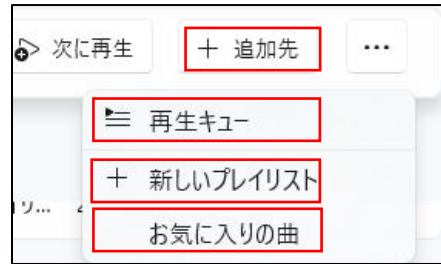 次に再生
＋ 追加先
...
再生キュー
＋ 新しいプレイリスト
お気に入りの曲